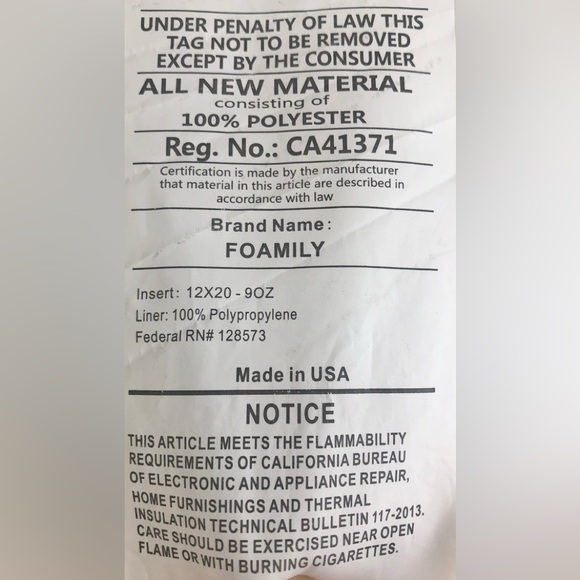 UNDER PENALTY OF LAW THIS
TAG NOT TO BE REMOVED
EXCEPT BY THE CONSUMER
ALL NEW MATERIAL
consisting of
100% POLYESTER
Reg. No.: CA41371
Certification is made by the manufacturer
that material in this article are described in
accordance with law
Brand Name:
FOAMILY
Insert: 12X20 - 9OZ
Liner: 100% Polypropylene
Federal RN# 128573
Made in USA
NOTICE
THIS ARTICLE MEETS THE FLAMMABILITY
REQUIREMENTS OF CALIFORNIA BUREAU
OF ELECTRONIC AND APPLIANCE REPAIR,
HOME FURNISHINGS AND THERMAL
INSULATION TECHNICAL BULLETIN 117-2013.
CARE SHOULD BE EXERCISED NEAR OPEN
FLAME OR WITH BURNING CIGARETTES.